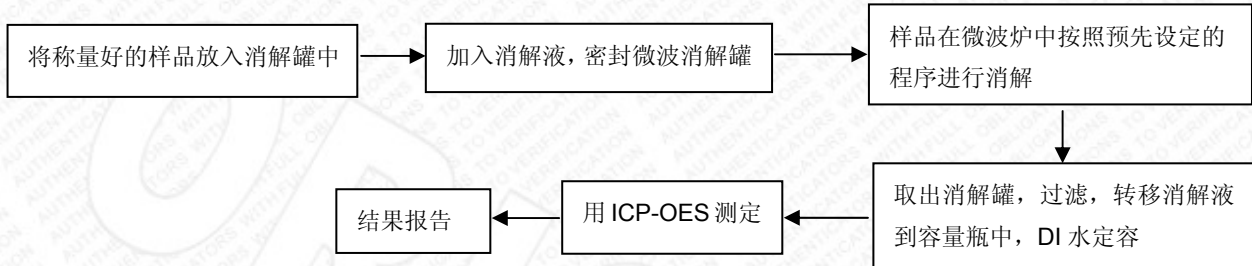 将称量好的样品放入消解罐中
加入消解液，密封微波消解罐
样品在微波炉中按照预先设定的
程序进行消解
取出消解罐，过滤，转移消解液
到容量瓶中，DI 水定容
用 ICP-OES 测定
结果报告